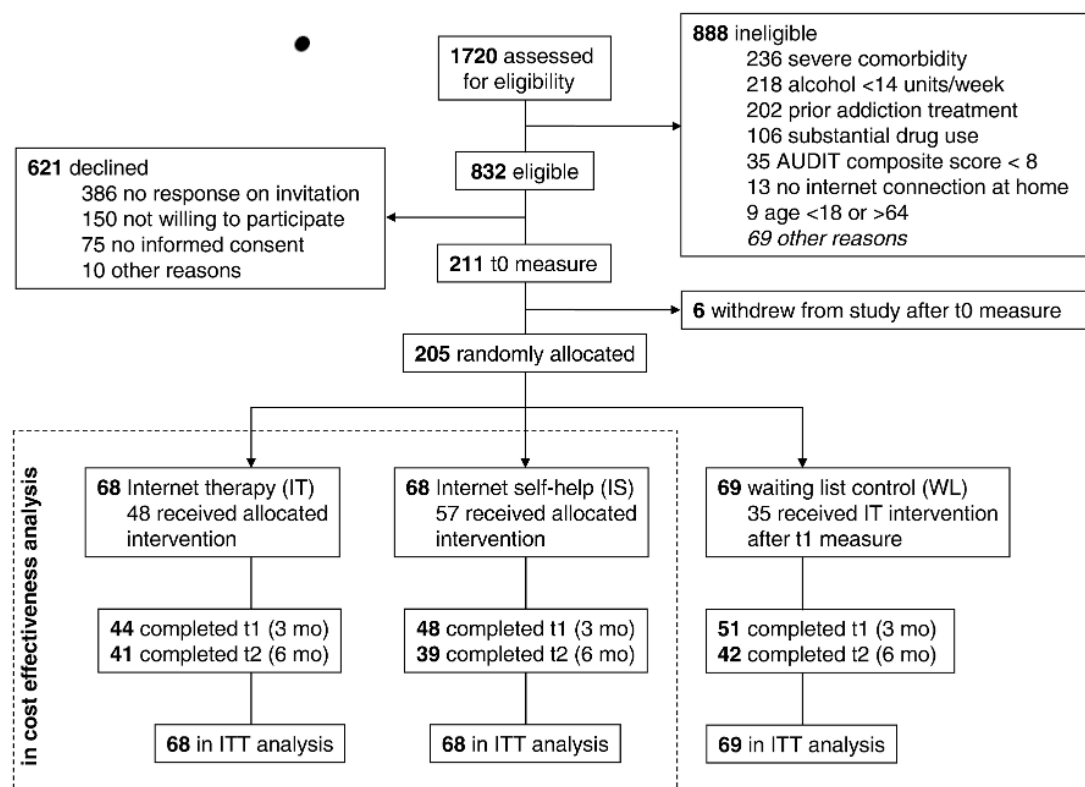 1720 assessed
for eligibility
888 ineligible
236 severe comorbidity
218 alcohol <14 units/week
202 prior addiction treatment
106 substantial drug use
35 AUDIT composite score < 8
13 no internet connection at home
9 age <18 or >64
69 other reasons
832 eligible
621 declined
386 no response on invitation
150 not willing to participate
75 no informed consent
10 other reasons
211 t0 measure
6 withdrew from study after t0 measure
205 randomly allocated
in cost effectiveness analysis
68 Internet therapy (IT)
48 received allocated
intervention
68 Internet self-help (IS)
57 received allocated
intervention
69 waiting list control (WL)
35 received IT intervention
after t1 measure
44 completed t1 (3 mo)
41 completed t2 (6 mo)
48 completed t1 (3 mo)
39 completed t2 (6 mo)
51 completed t1 (3 mo)
42 completed t2 (6 mo)
68 in ITT analysis
68 in ITT analysis
69 in ITT analysis